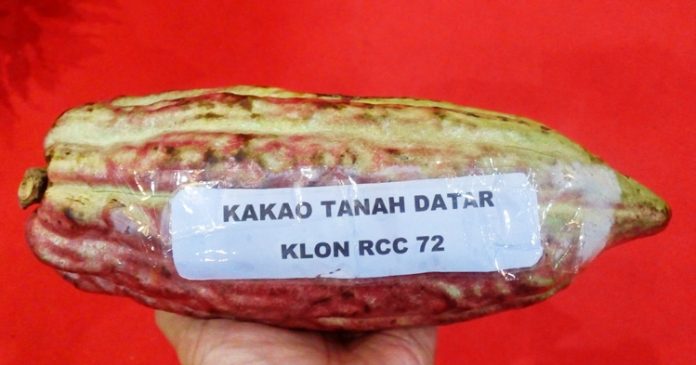 KAKAO TANAH DATAR
KLON RCC 72